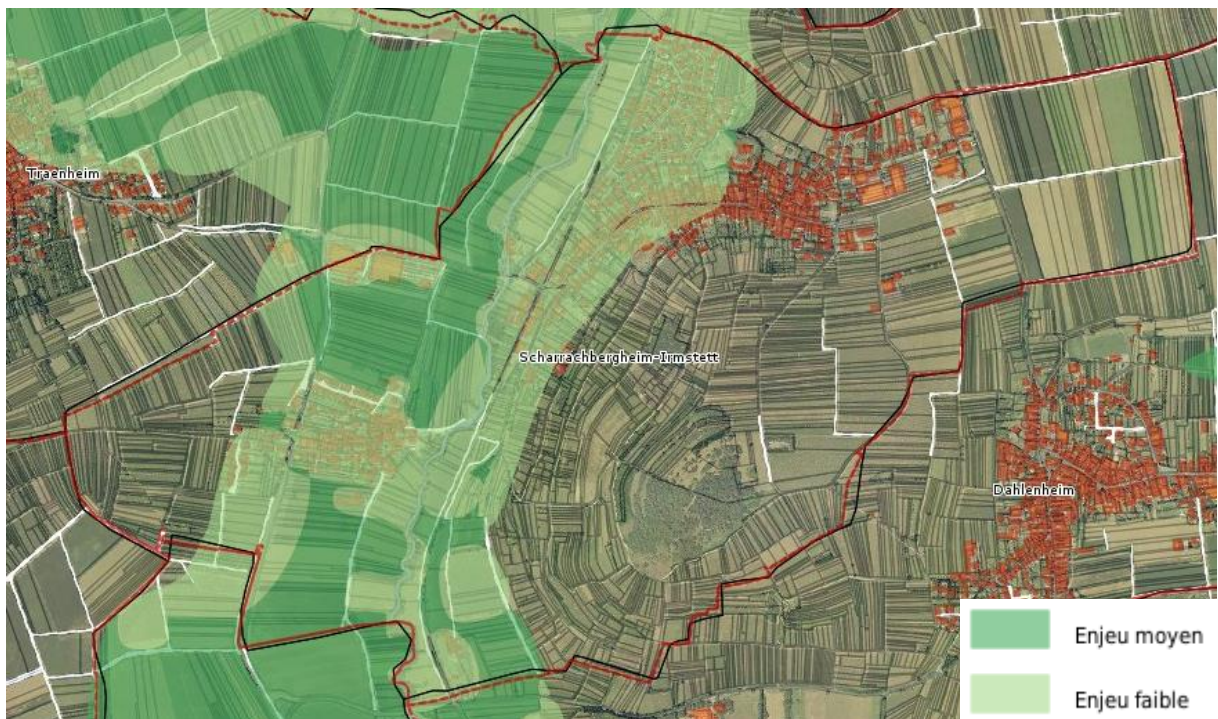 Traenheim
Scharrachbergheim-Irmstett
Dahlenheim
Enjeu moyen
Enjeu faible